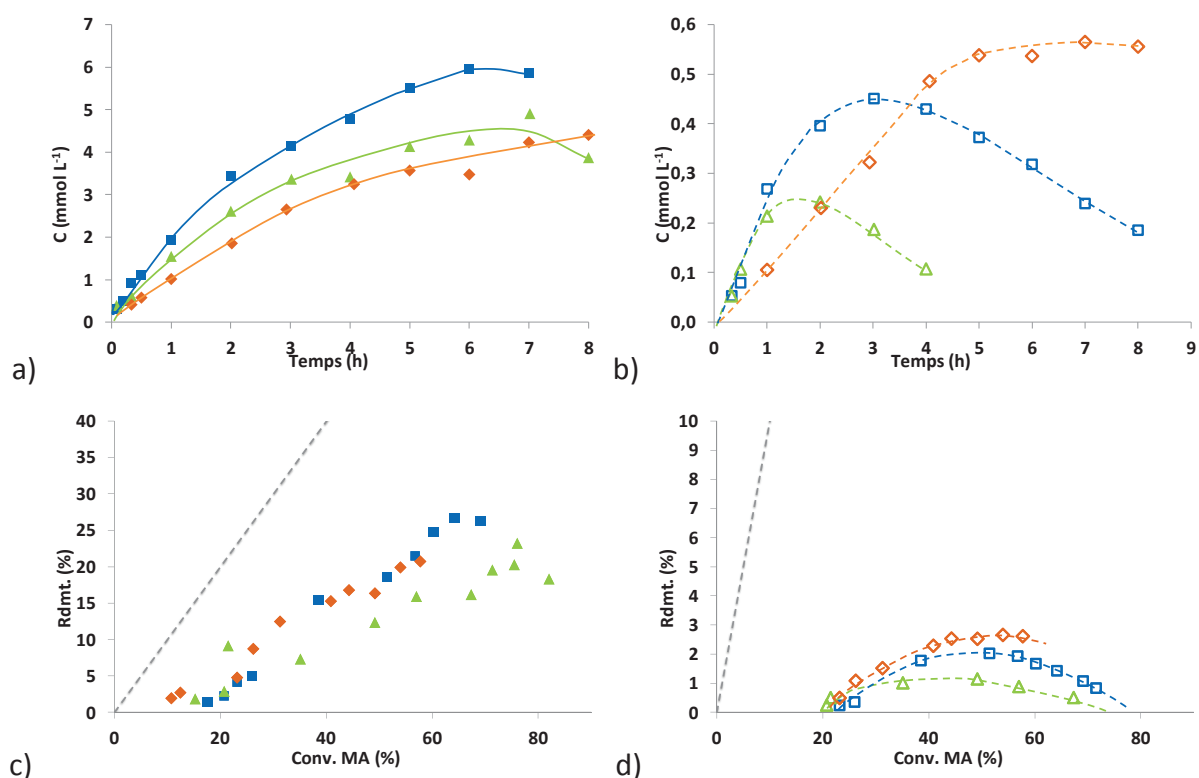 7
6
5
4
3
2
1
0
C (mmol L⁻¹)
0 1 2 3 4 5 6 7 8
Temps (h)
a)
0,6
0,5
0,4
0,3
0,2
0,1
0,0
C (mmol L⁻¹)
0 1 2 3 4 5 6 7 8 9
Temps (h)
b)
40
35
30
25
20
15
10
5
0
Rdmt. (%)
0 20 40 60 80
Conv. MA (%)
c)
10
9
8
7
6
5
4
3
2
1
0
Rdmt. (%)
0 20 40 60 80
Conv. MA (%)
d)